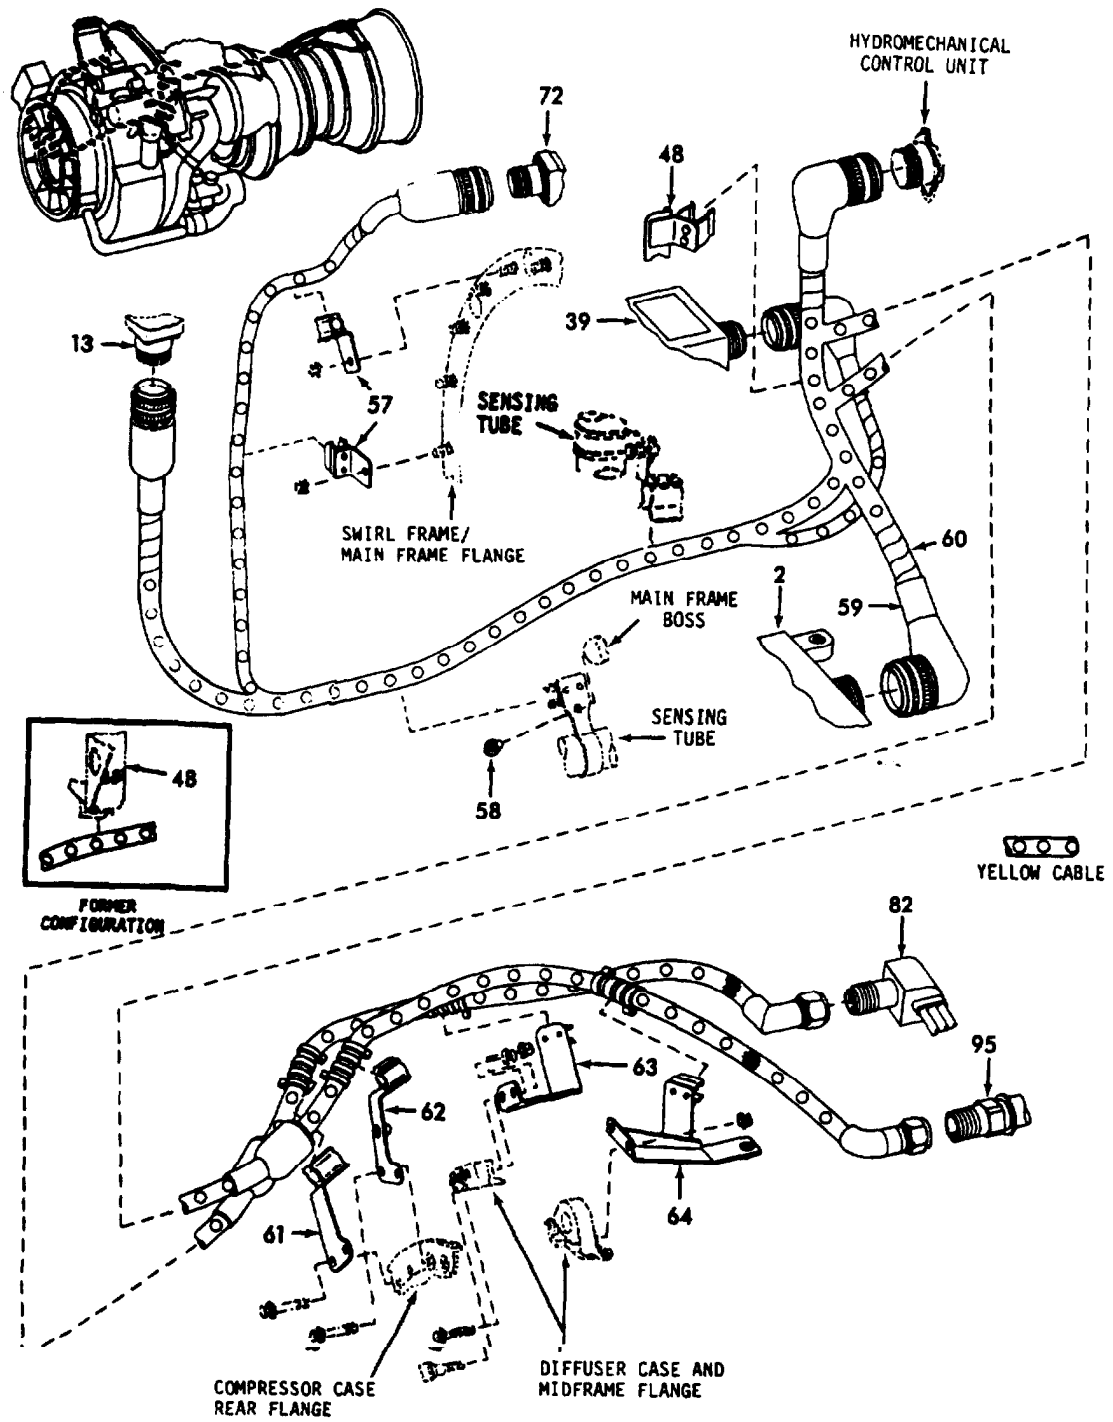 HYDROMECHANICAL
CONTROL UNIT
72
48
13
39
57
SENSING
TUBE
SWIRL FRAME/
MAIN FRAME FLANGE
60
2
59
MAIN FRAME
BOSS
SENSING
TUBE
58
48
FORMER
CONFIGURATION
YELLOW CABLE
82
95
63
62
64
61
COMPRESSOR CASE
REAR FLANGE
DIFFUSER CASE AND
MIDFRAME FLANGE